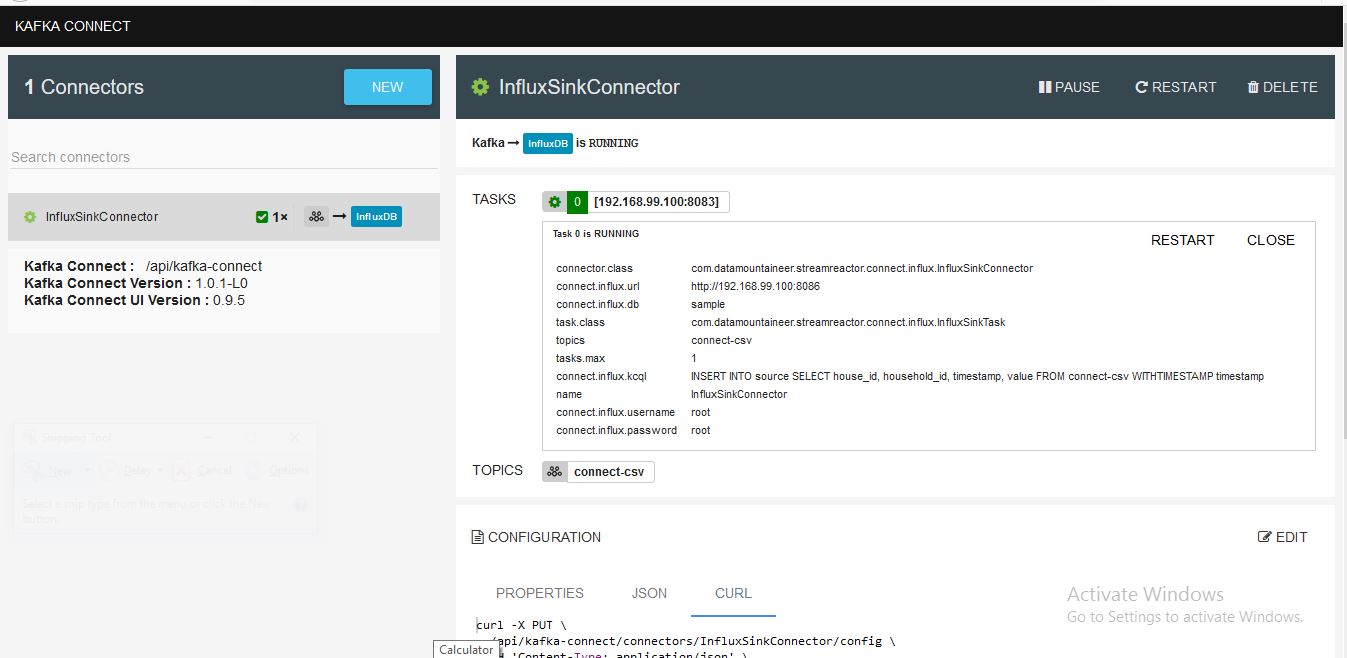 KAFKA CONNECT
1 Connectors
NEW
Search connectors
InfluxSinkConnector 1× InfluxDB
Kafka Connect : /api/kafka-connect
Kafka Connect Version : 1.0.1-L0
Kafka Connect UI Version : 0.9.5
Snipping Tool
New Delay Cancel Options
Select a snip type from the menu or click the New
button.
InfluxSinkConnector
PAUSE RESTART DELETE
Kafka → InfluxDB is RUNNING
TASKS 0 [192.168.99.100:8083]
Task 0 is RUNNING
RESTART CLOSE
connector.class com.datamountaineer.streamreactor.connect.influx.InfluxSinkConnector
connect.influx.url http://192.168.99.100:8086
connect.influx.db sample
task.class com.datamountaineer.streamreactor.connect.influx.InfluxSinkTask
topics connect-csv
tasks.max 1
connect.influx.kcql INSERT INTO source SELECT house_id, household_id, timestamp, value FROM connect-csv WITHTIMESTAMP timestamp
name InfluxSinkConnector
connect.influx.username root
connect.influx.password root
TOPICS connect-csv
CONFIGURATION
EDIT
PROPERTIES JSON CURL
curl -X PUT \
/api/kafka-connect/connectors/InfluxSinkConnector/config \
'Content-Type: application/json' \
Calculator
Activate Windows
Go to Settings to activate Windows.